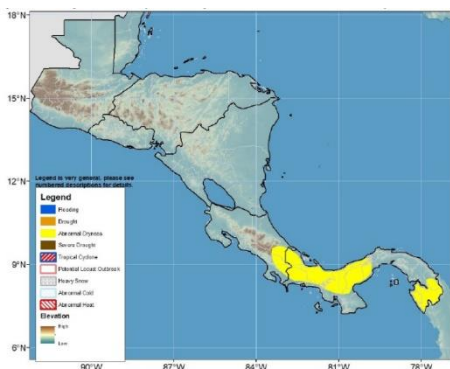 18°N
15°N
12°N
9°N
6°N
90°W
87°W
84°W
81°W
78°W
Legend is very general, please see
numbered descriptions for details.
Legend
Flooding
Drought
Abnormal Dryness
Severe Drought
Tropical Cyclone
Potential Locust Outbreak
Heavy Snow
Abnormal Cold
Abnormal Heat
Elevation
High
Low